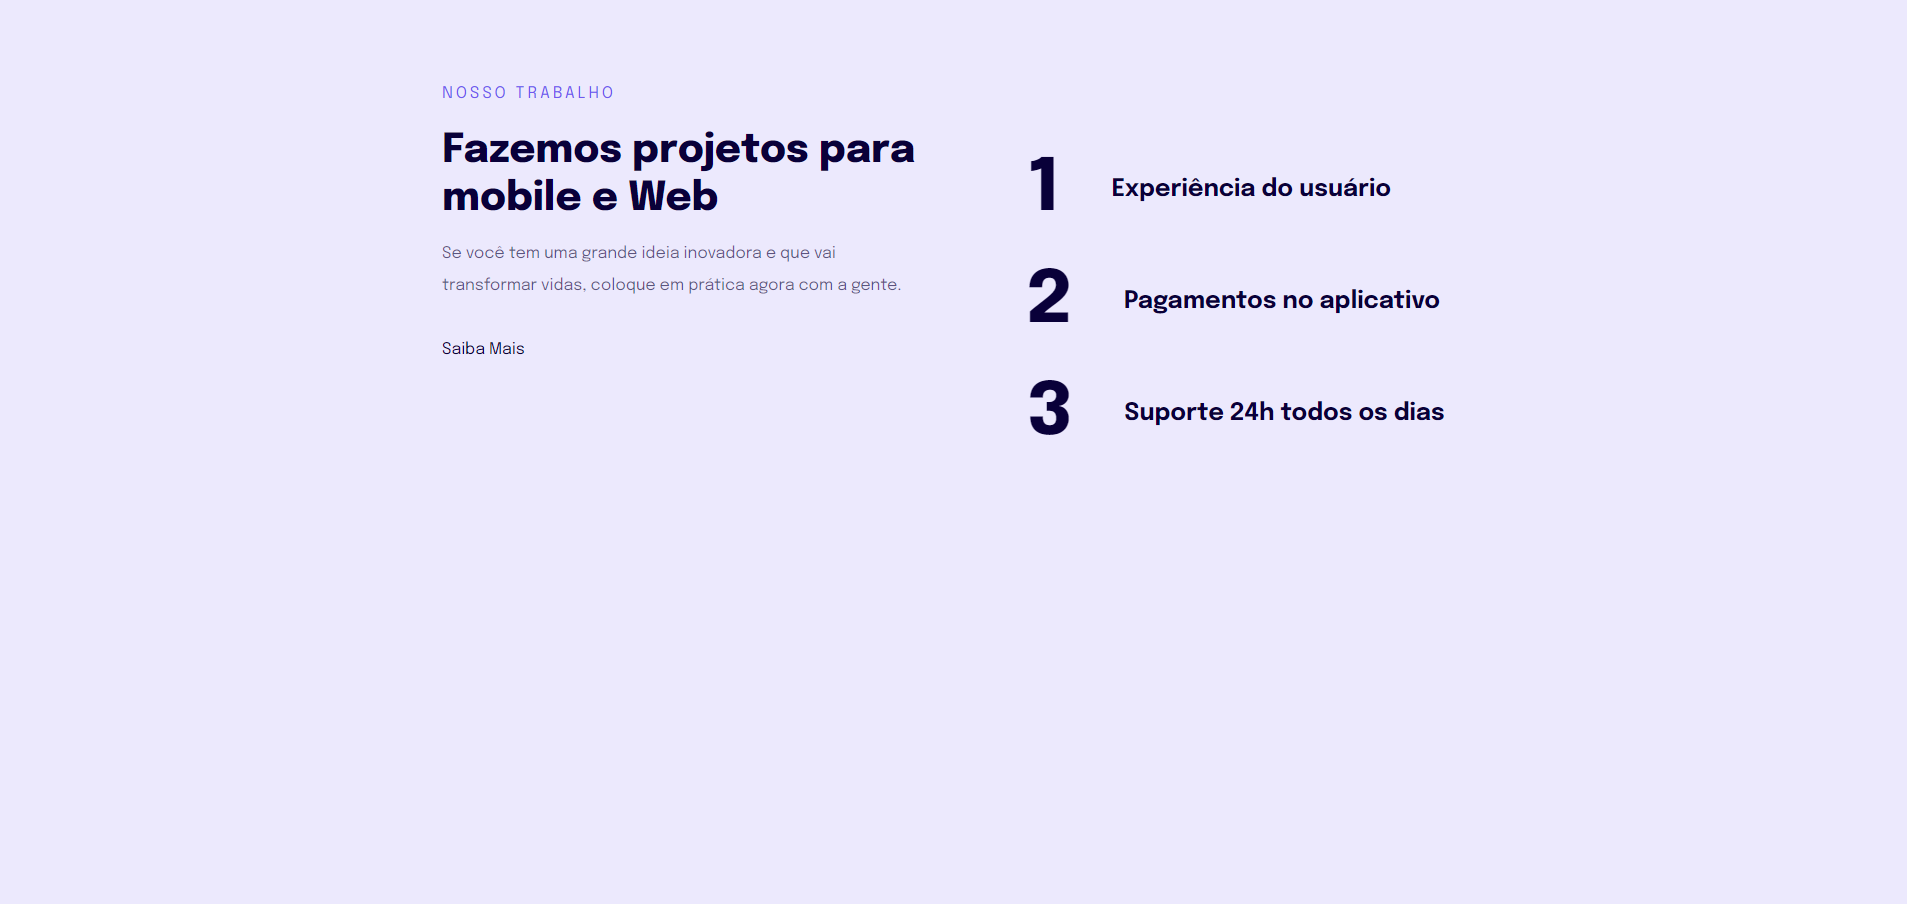 NOSSO TRABALHO
Fazemos projetos para
mobile e Web
Se você tem uma grande ideia inovadora e que vai
transformar vidas, coloque em prática agora com a gente.
Saiba Mais
1 Experiência do usuário
2 Pagamentos no aplicativo
3 Suporte 24h todos os dias